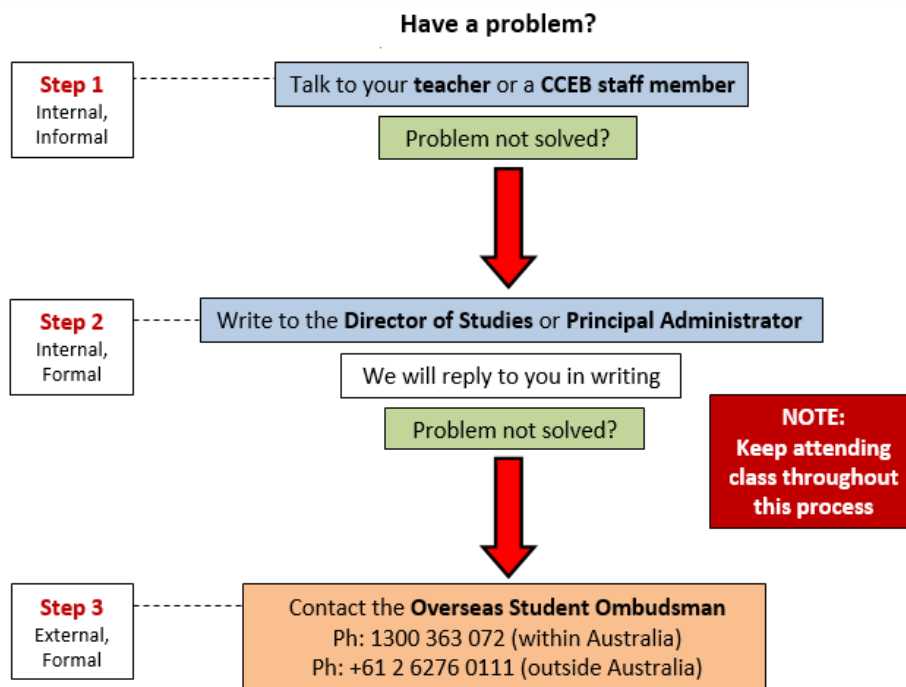 Have a problem?
Step 1
Internal,
Informal
Talk to your teacher or a CCEB staff member
Problem not solved?
Step 2
Internal,
Formal
Write to the Director of Studies or Principal Administrator
We will reply to you in writing
Problem not solved?
NOTE:
Keep attending
class throughout
this process
Step 3
External,
Formal
Contact the Overseas Student Ombudsman
Ph: 1300 363 072 (within Australia)
Ph: +61 2 6276 0111 (outside Australia)